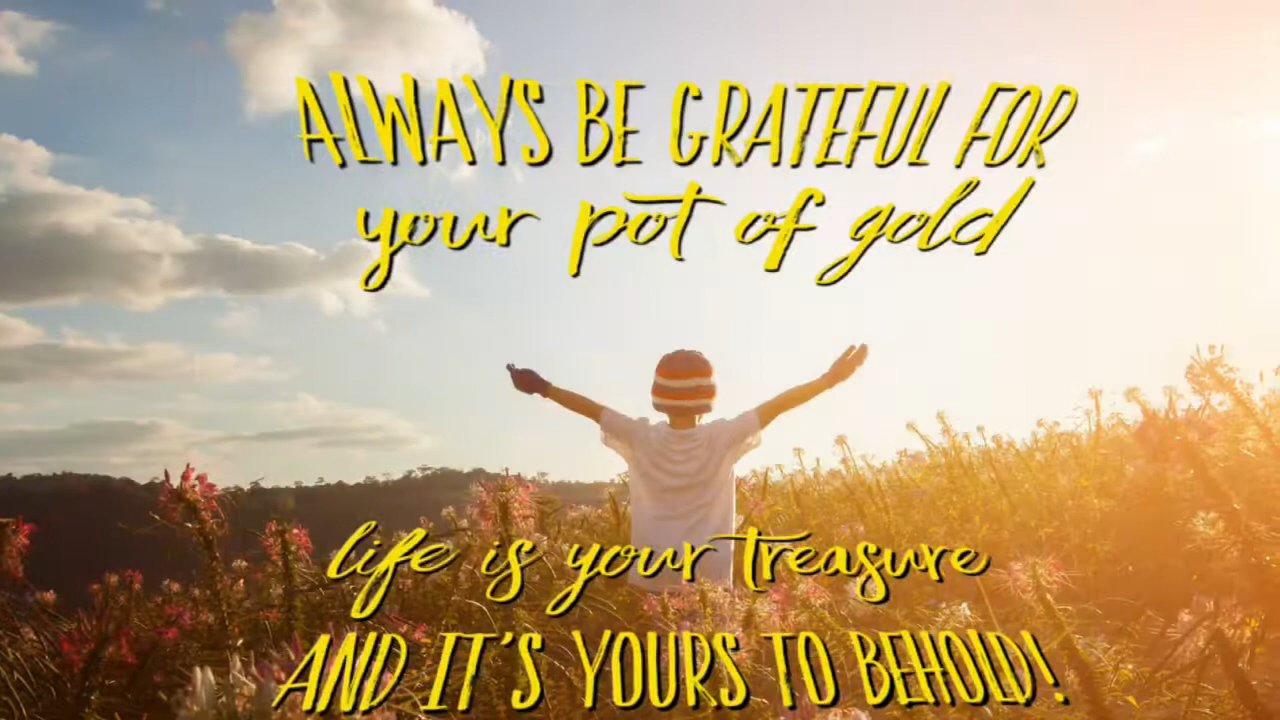 ALWAYS BE GRATEFUL FOR
your pot of gold
life is your treasure
AND IT'S YOURS TO BEHOLD!